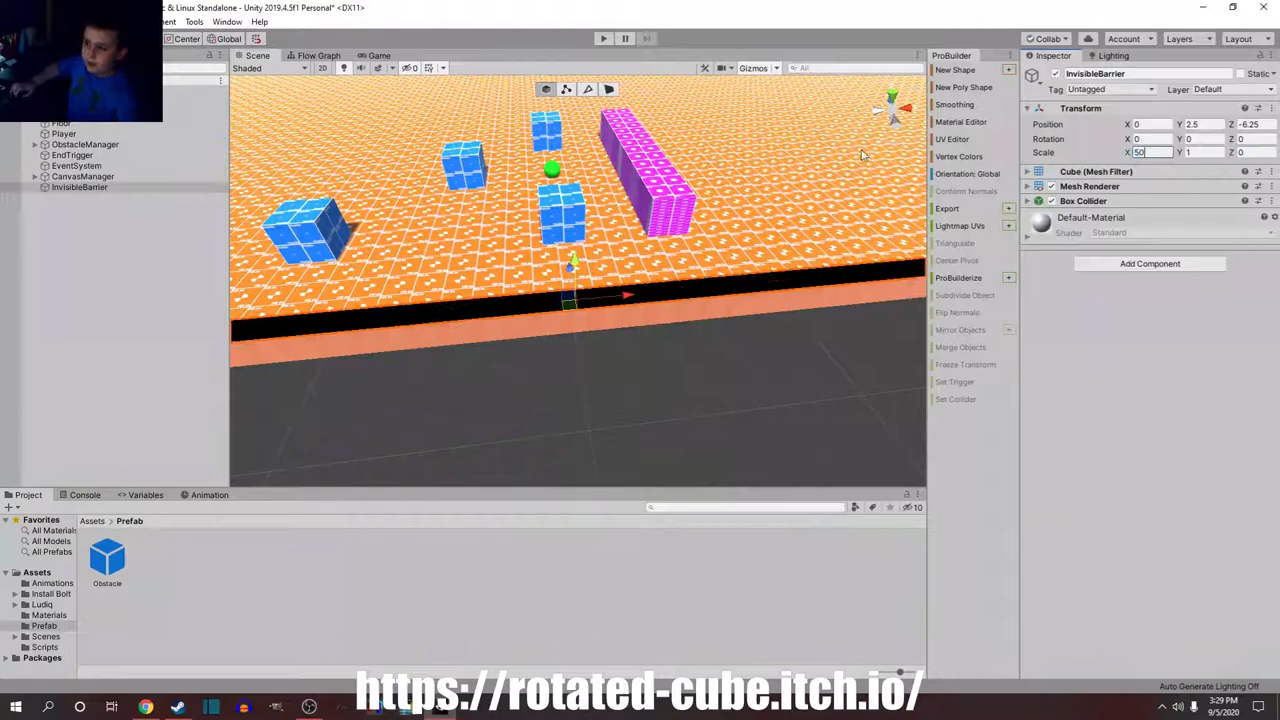 c & Linux Standalone - Unity 2019.4.5f1 Personal* <DX11>
ment Tools Window Help
Center Global
Collab Account Layers Layout
Scene Flow Graph Game
Shaded 2D 0 Gizmos All
ProBuilder
New Shape
New Poly Shape
Smoothing
Material Editor
UV Editor
Vertex Colors
Orientation: Global
Conform Normals
Export
Lightmap UVs
Triangulate
Center Pivot
ProBuilderize
Subdivide Object
Flip Normals
Mirror Objects
Merge Objects
Freeze Transform
Set Trigger
Set Collider
Inspector Lighting
InvisibleBarrier Static
Tag Untagged Layer Default
Transform
Position X 0 Y 2.5 Z -6.25
Rotation X 0 Y 0 Z 0
Scale X 50 Y 1 Z 0
Cube (Mesh Filter)
Mesh Renderer
Box Collider
Default-Material
Shader Standard
Add Component
Floor
Player
ObstacleManager
EndTrigger
EventSystem
CanvasManager
InvisibleBarrier
Project Console Variables Animation
10
Favorites
All Materials
All Models
All Prefabs
Assets
Animations
Install Bolt
Ludiq
Materials
Prefab
Scenes
Scripts
Packages
Assets > Prefab
Obstacle
https://rotated-cube.itch.io/
Auto Generate Lighting Off
3:29 PM
9/5/2020